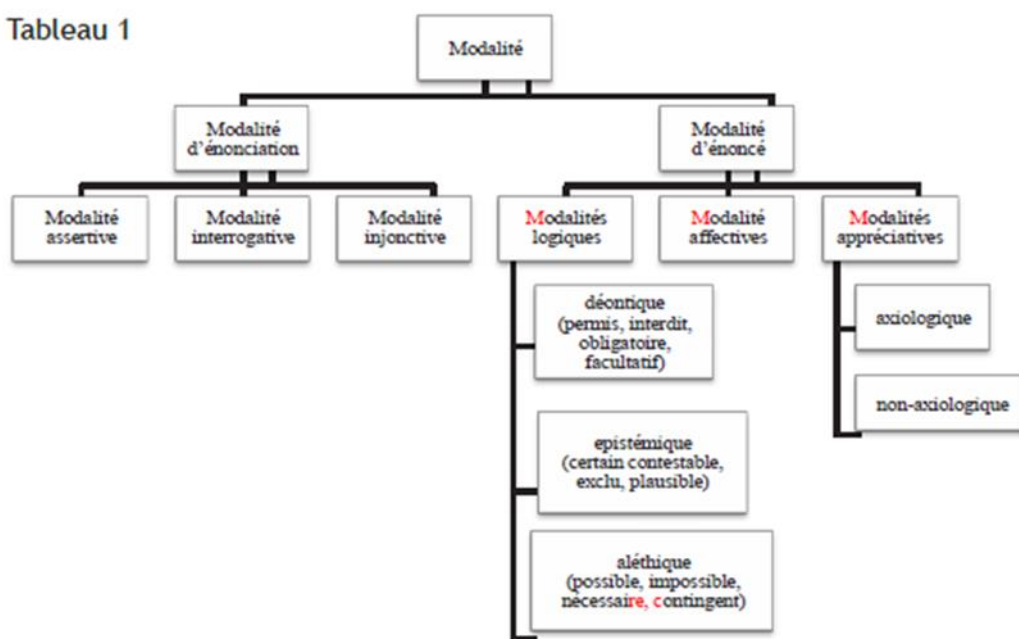 Tableau 1
Modalité
Modalité
d'énonciation
Modalité
d'énoncé
Modalité
assertive
Modalité
interrogative
Modalité
injonctive
Modalités
logiques
Modalité
affectives
Modalités
appréciatives
déontique
(permis, interdit,
obligatoire,
facultatif)
epistémique
(certain contestable,
exclu, plausible)
aléthique
(possible, impossible,
nécessaire, contingent)
axiologique
non-axiologique